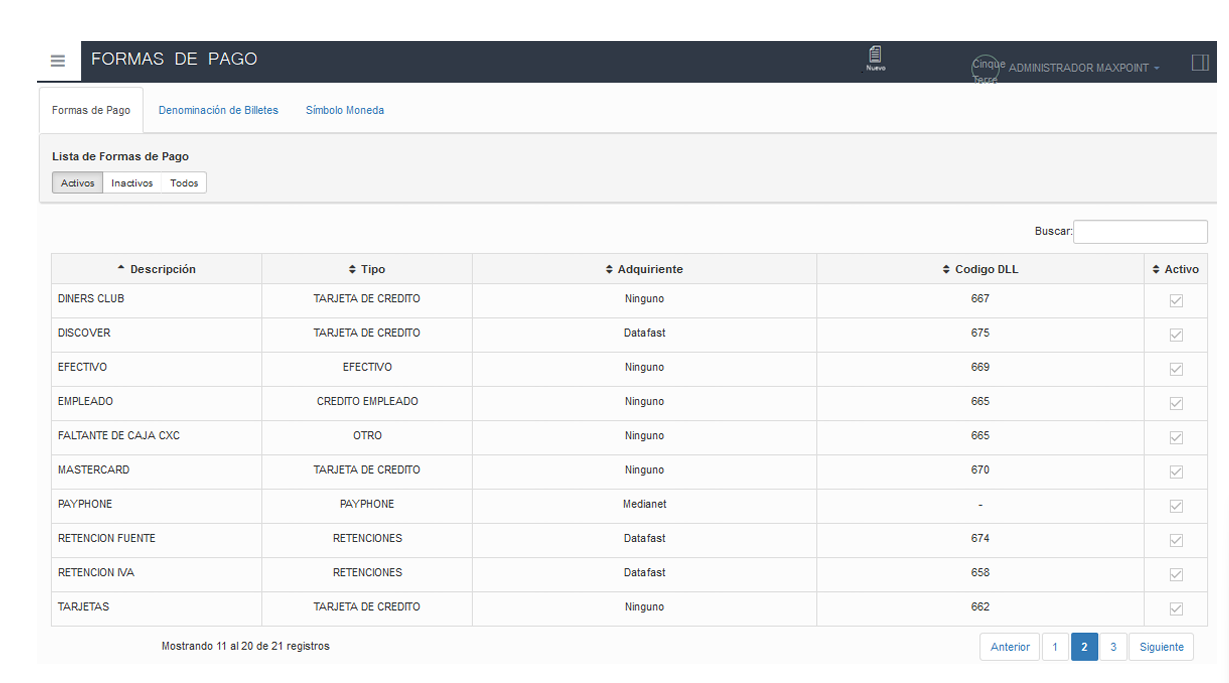 FORMAS DE PAGO
Nuevo
Cinque Terre
ADMINISTRADOR MAXPOINT
Formas de Pago Denominación de Billetes Símbolo Moneda
Lista de Formas de Pago
Activos Inactivos Todos
Buscar:
Descripción Tipo Adquiriente Codigo DLL Activo
DINERS CLUB TARJETA DE CREDITO Ninguno 667
DISCOVER TARJETA DE CREDITO Datafast 675
EFECTIVO EFECTIVO Ninguno 669
EMPLEADO CREDITO EMPLEADO Ninguno 665
FALTANTE DE CAJA CXC OTRO Ninguno 665
MASTERCARD TARJETA DE CREDITO Ninguno 670
PAYPHONE PAYPHONE Medianet -
RETENCION FUENTE RETENCIONES Datafast 674
RETENCION IVA RETENCIONES Datafast 658
TARJETAS TARJETA DE CREDITO Ninguno 662
Mostrando 11 al 20 de 21 registros Anterior 1 2 3 Siguiente